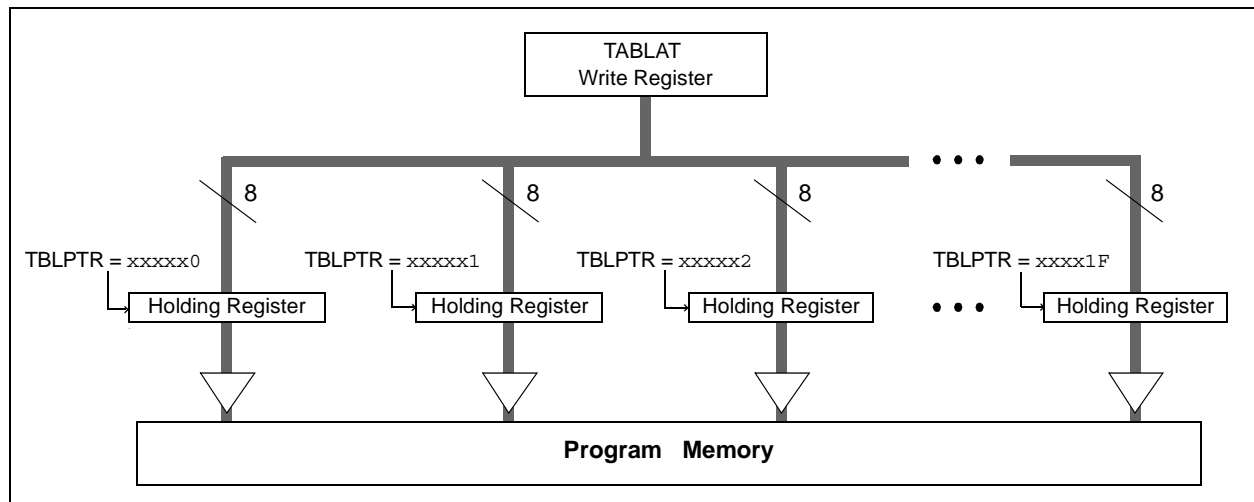 TABLAT
Write Register
8 8 8 8
TBLPTR = xxxxx0 TBLPTR = xxxxx1 TBLPTR = xxxxx2 TBLPTR = xxxx1F
Holding Register Holding Register Holding Register Holding Register
Program Memory